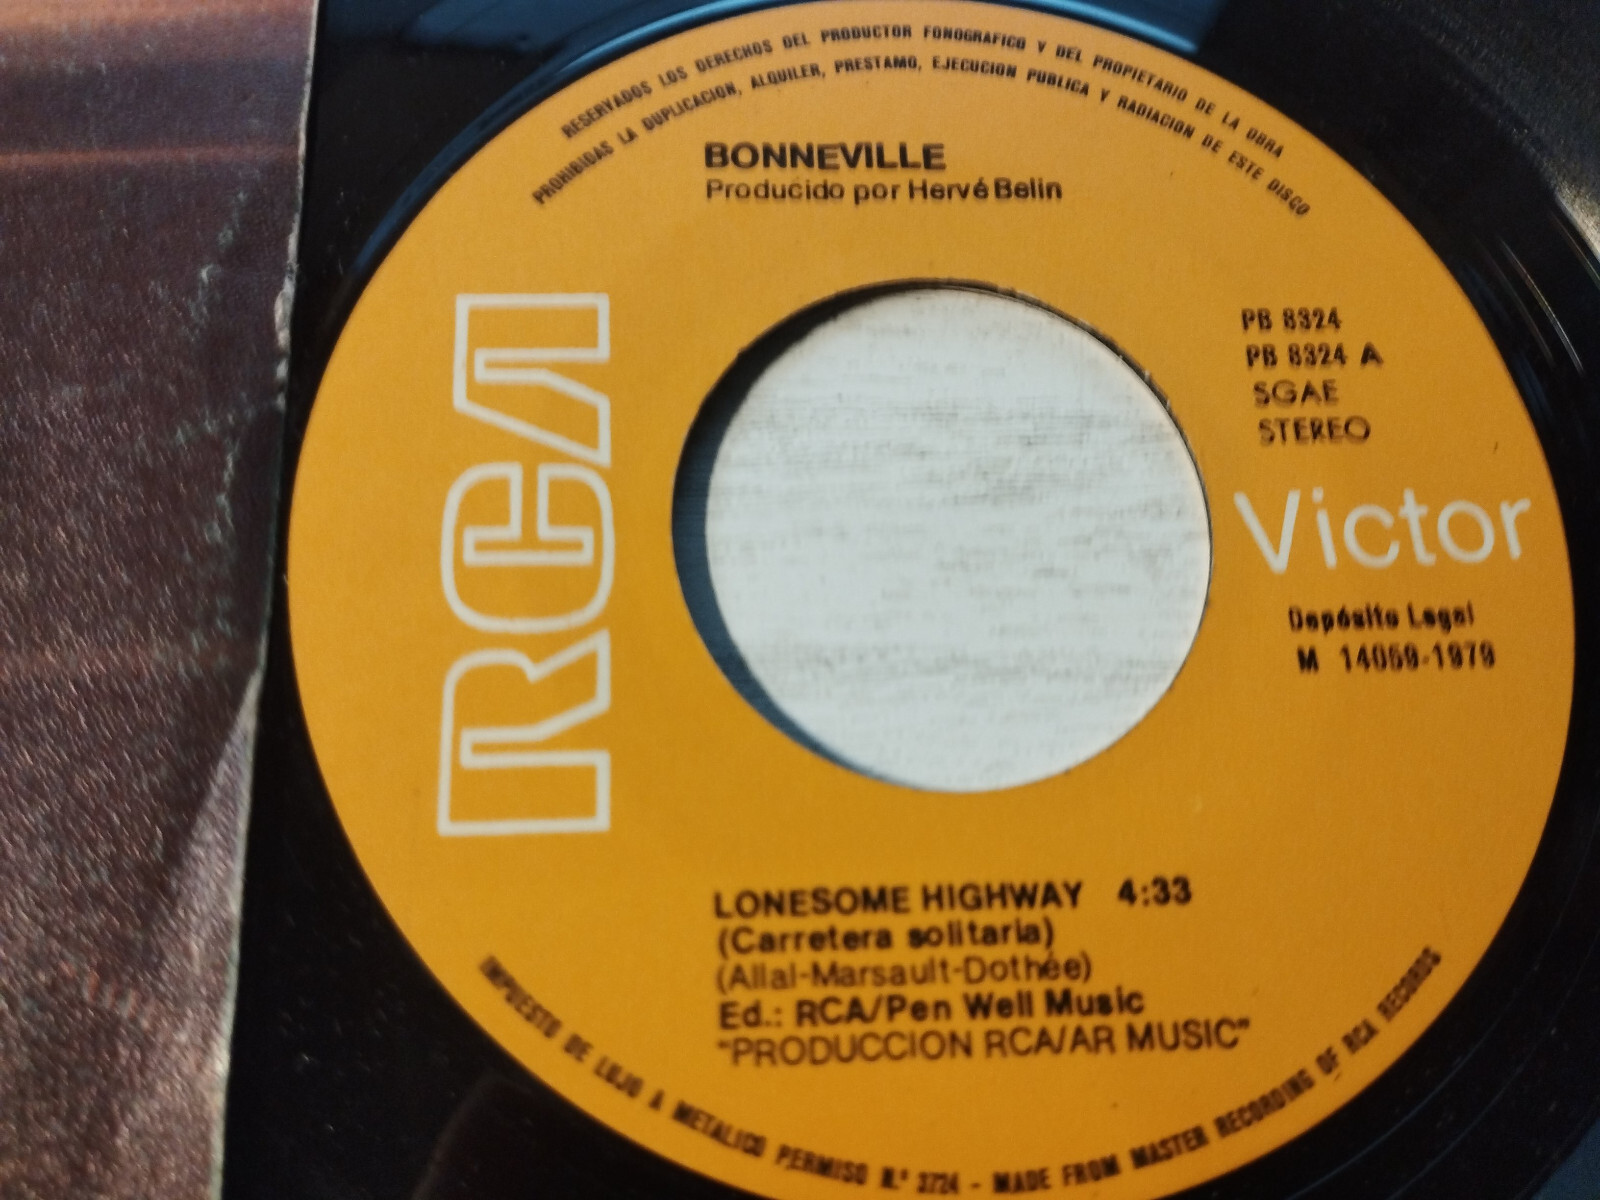 RESERVADOS LOS DERECHOS DEL PRODUCTOR FONOGRAFICO Y DEL PROPIETARIO DE LA OBRA
PROHIBIDAS LA DUPLICACION, ALQUILER, PRESTAMO, EJECUCION PUBLICA Y RADIACION DE ESTE DISCO
BONNEVILLE
Producido por Hervé Belin
RCA
PB 8324
PB 8324 A
SGAE
STEREO
Victor
Depósito Legal
M 14059-1979
LONESOME HIGHWAY 4:33
(Carretera solitaria)
(Allal-Marsault-Dothée)
Ed.: RCA/Pen Well Music
"PRODUCCION RCA/AR MUSIC"
IMPUESTO DE LUJO A METALICO PERMISO N.º 3724 - MADE FROM MASTER RECORDING OF RCA RECORDS